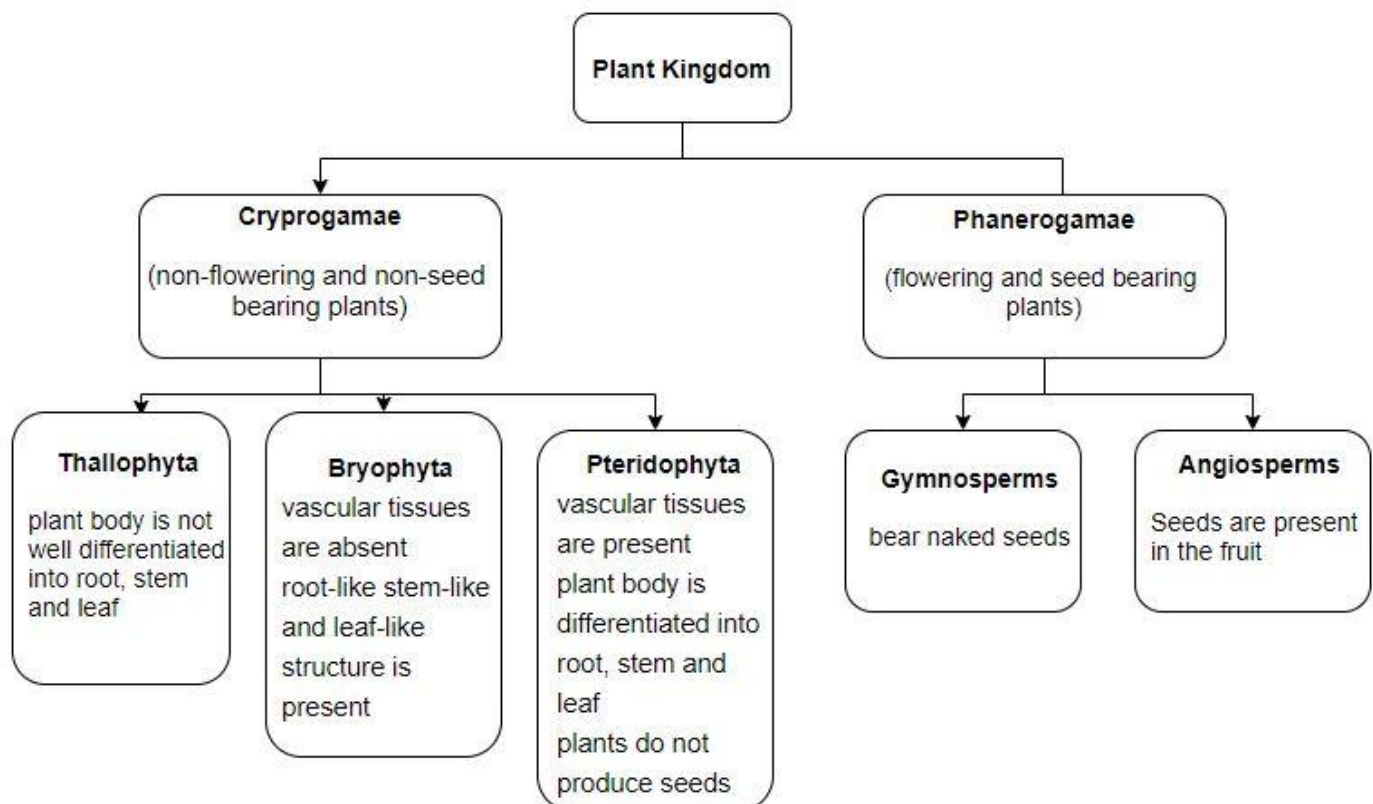 Plant Kingdom
Cryprogamae
(non-flowering and non-seed
bearing plants)
Phanerogamae
(flowering and seed bearing
plants)
Thallophyta
plant body is not
well differentiated
into root, stem
and leaf
Bryophyta
vascular tissues
are absent
root-like stem-like
and leaf-like
structure is
present
Pteridophyta
vascular tissues
are present
plant body is
differentiated into
root, stem and
leaf
plants do not
produce seeds
Gymnosperms
bear naked seeds
Angiosperms
Seeds are present
in the fruit